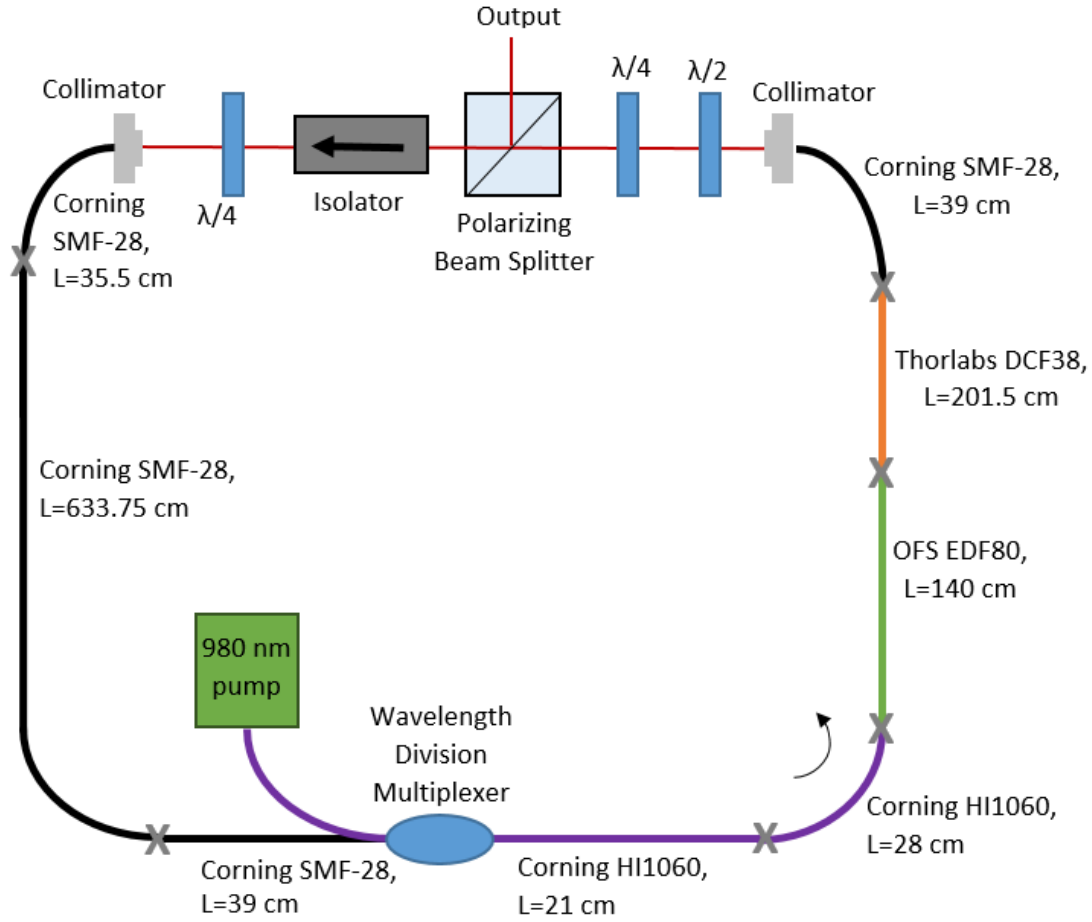 Output
λ/4
λ/2
Collimator
Collimator
Isolator
λ/4
Polarizing
Beam Splitter
Corning
SMF-28,
L=35.5 cm
Corning SMF-28,
L=39 cm
Thorlabs DCF38,
L=201.5 cm
Corning SMF-28,
L=633.75 cm
OFS EDF80,
L=140 cm
980 nm
pump
Wavelength
Division
Multiplexer
Corning HI1060,
L=28 cm
Corning SMF-28,
L=39 cm
Corning HI1060,
L=21 cm